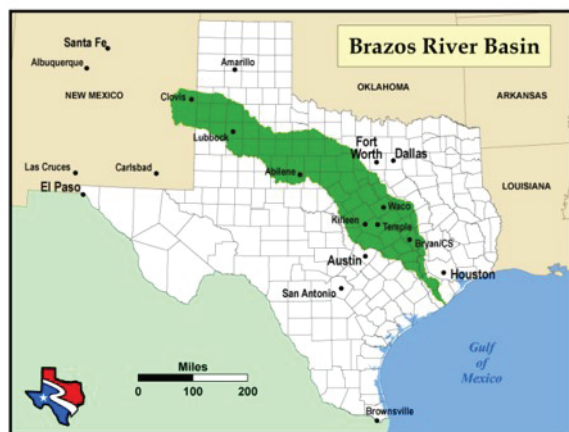 Brazos River Basin
Santa Fe
Albuquerque
Amarillo
OKLAHOMA
ARKANSAS
NEW MEXICO
Clovis
Lubbock
Fort
Worth
Dallas
Las Cruces
Carlsbad
Abilene
LOUISIANA
El Paso
Waco
Killeen
Temple
Bryan/CS
Austin
Houston
San Antonio
Gulf
of
Mexico
Miles
0 100 200
Brownsville